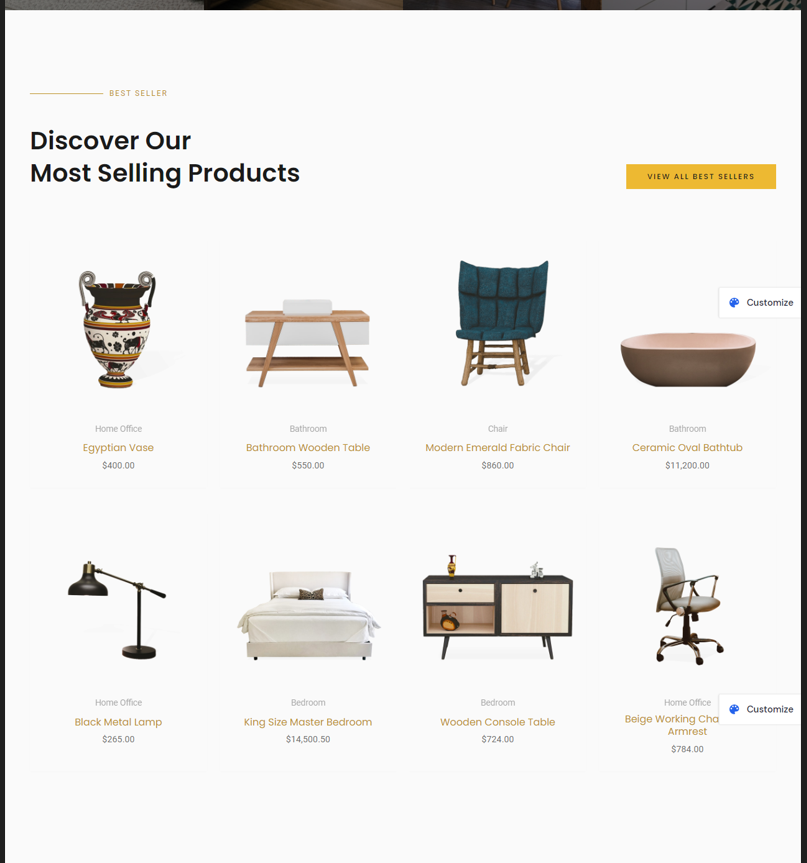 BEST SELLER
Discover Our
Most Selling Products
VIEW ALL BEST SELLERS
Customize
Home Office
Egyptian Vase
$400.00
Bathroom
Bathroom Wooden Table
$550.00
Chair
Modern Emerald Fabric Chair
$860.00
Bathroom
Ceramic Oval Bathtub
$11,200.00
Home Office
Black Metal Lamp
$265.00
Bedroom
King Size Master Bedroom
$14,500.50
Bedroom
Wooden Console Table
$724.00
Home Office
Beige Working
Armrest
$784.00
Customize